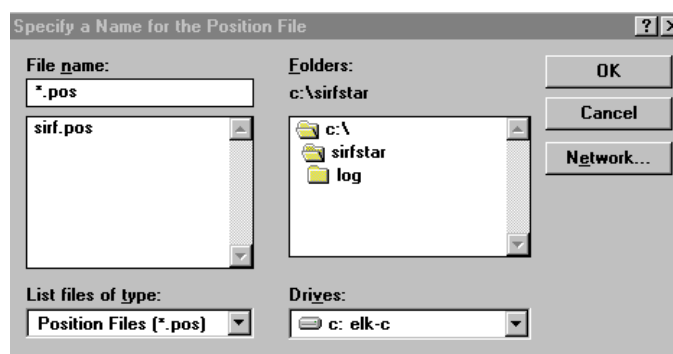 Specify a Name for the Position File
File name:
*.pos
sirf.pos
Folders:
c:\sirfstar
c:\
sirfstar
log
OK
Cancel
Network...
List files of type:
Position Files (*.pos)
Drives:
c: elk-c